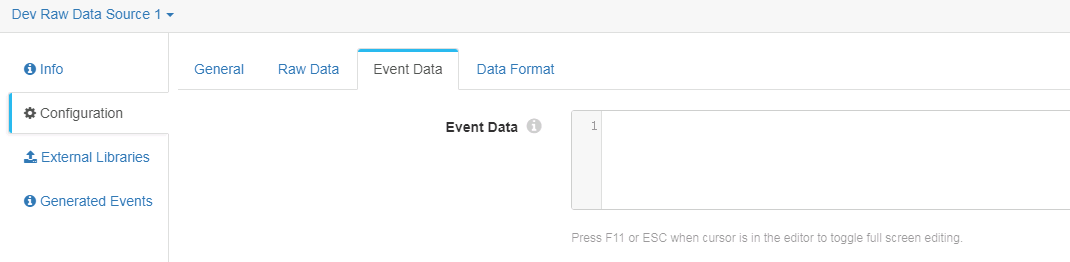 Dev Raw Data Source 1
Info
General Raw Data Event Data Data Format
Configuration
Event Data
1
External Libraries
Generated Events
Press F11 or ESC when cursor is in the editor to toggle full screen editing.